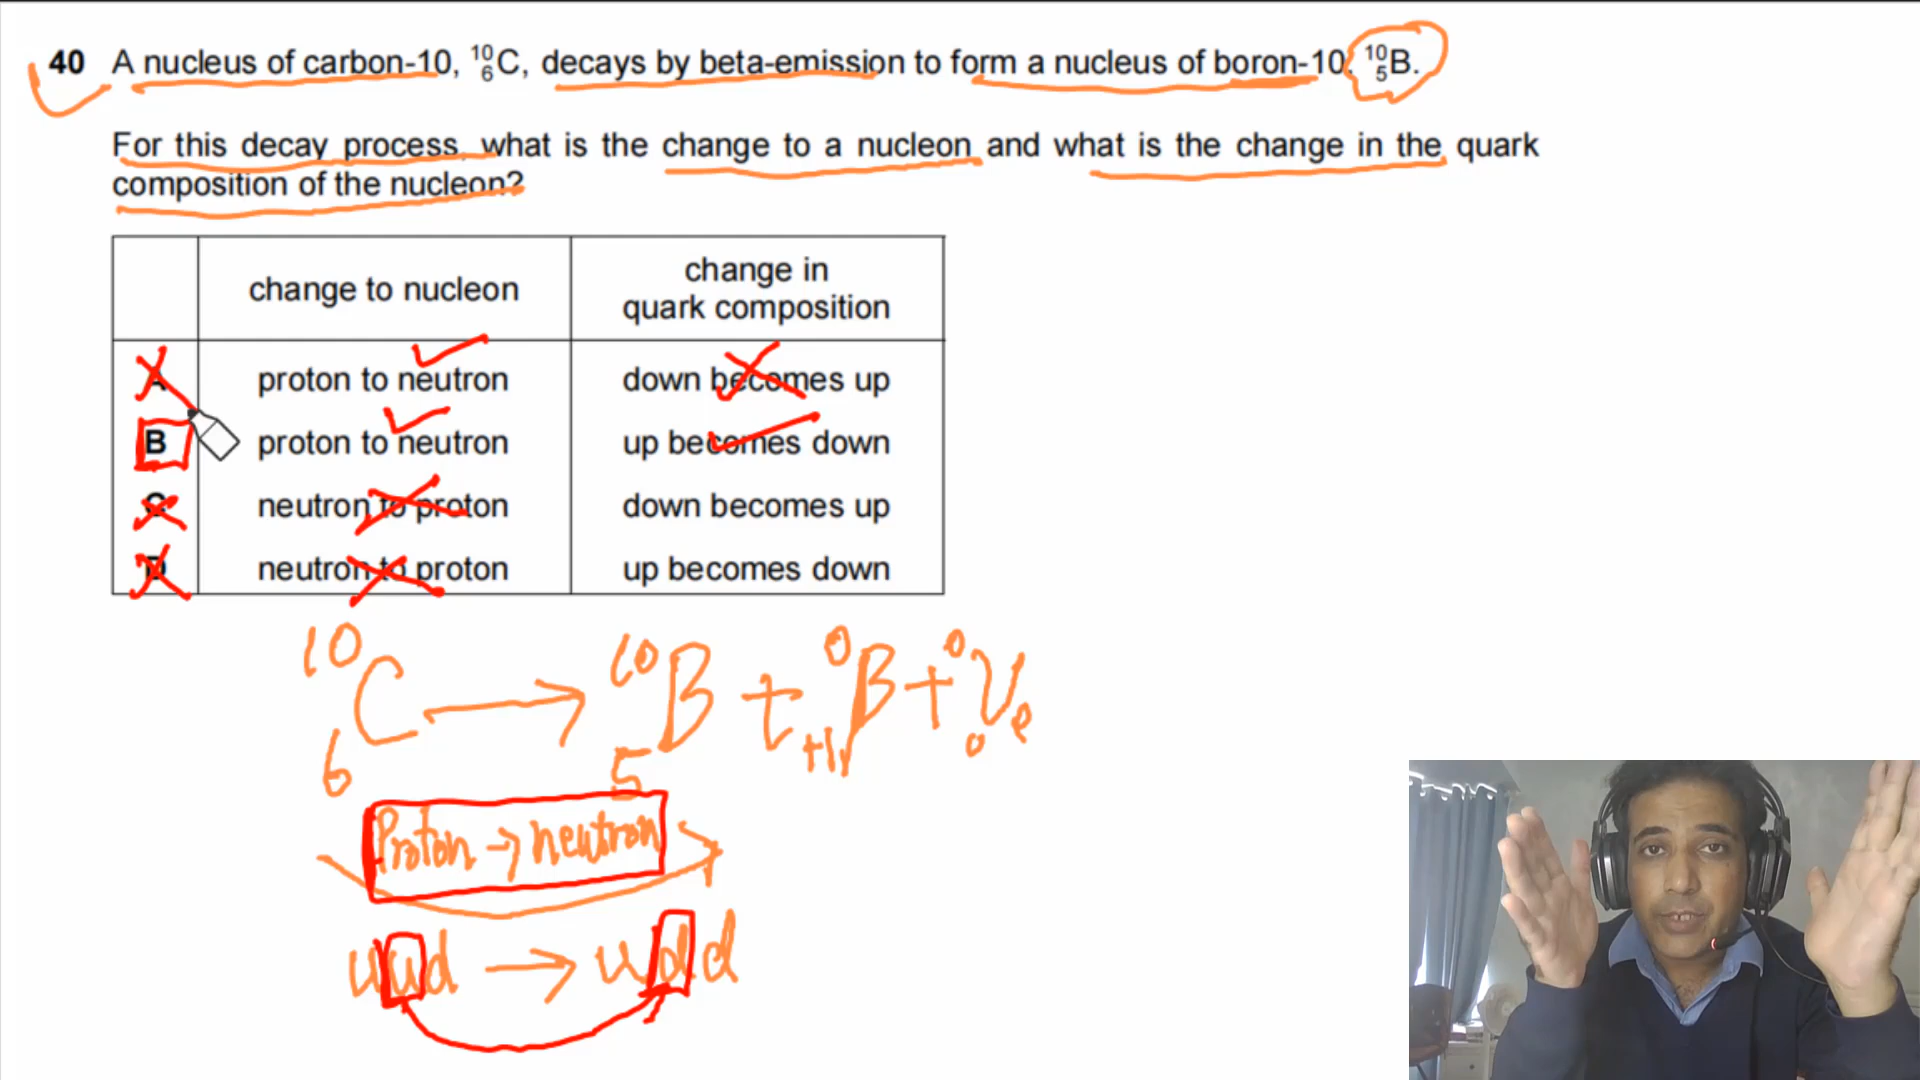 40 A nucleus of carbon-10, ¹⁰₆C, decays by beta-emission to form a nucleus of boron-10, ¹⁰₅B.
For this decay process, what is the change to a nucleon and what is the change in the quark
composition of the nucleon?
change to nucleon
change in
quark composition
A proton to neutron down becomes up
B proton to neutron up becomes down
C neutron to proton down becomes up
D neutron to proton up becomes down
¹⁰₆C → ¹⁰₅B + ⁰₊₁β + ⁰₀νe
Proton → neutron
uud → udd